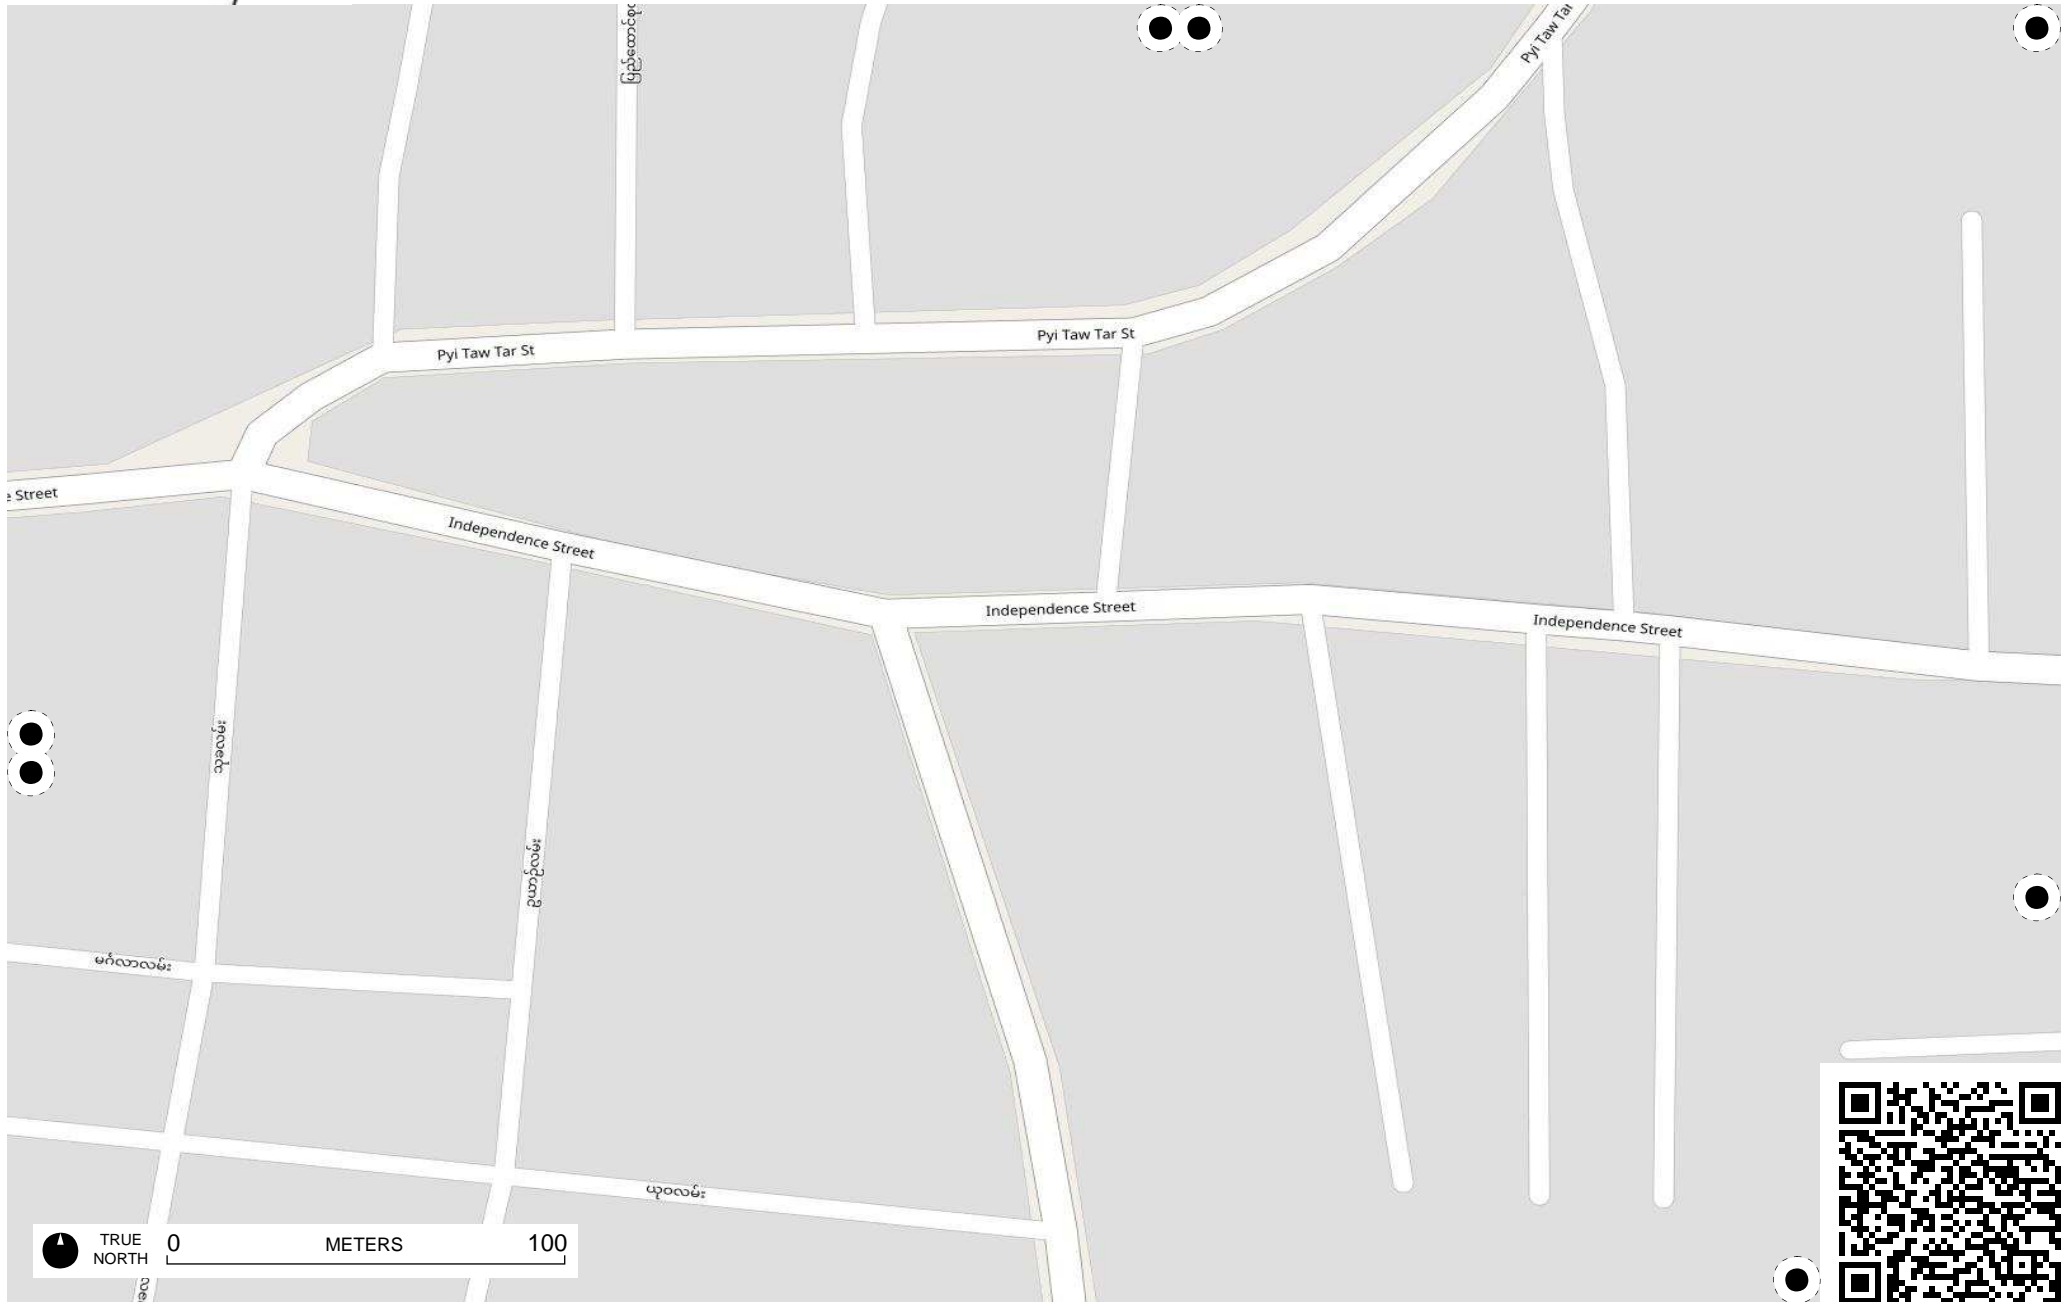 Pyi Taw Tar
Pyi Taw Tar St
Pyi Taw Tar St
e Street
Independence Street
Independence Street
Independence Street
မင်္ဂလာလမ်း
ယုဝလမ်း
TRUE
NORTH
0
METERS
100